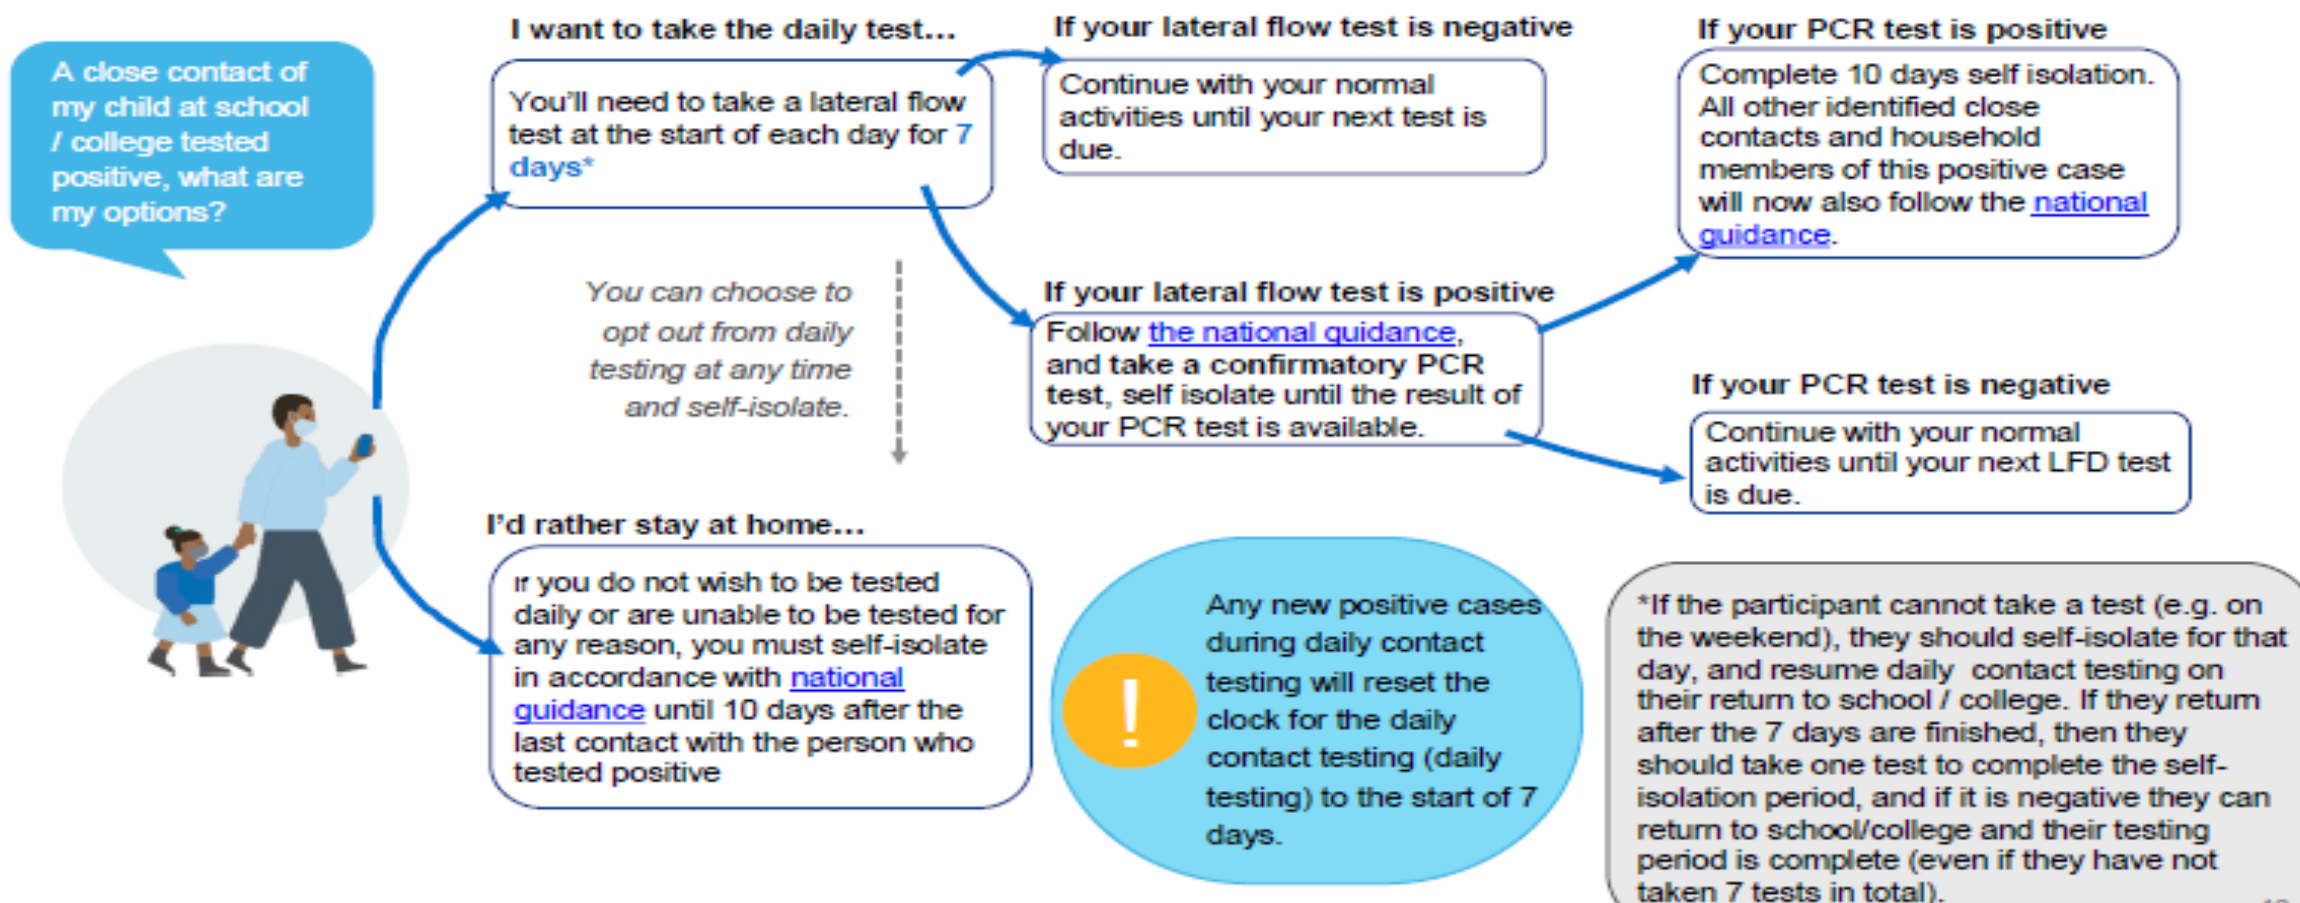 A close contact of
my child at school
/ college tested
positive, what are
my options?
I want to take the daily test...
You'll need to take a lateral flow
test at the start of each day for 7
days*
If your lateral flow test is negative
Continue with your normal
activities until your next test is
due.
If your PCR test is positive
Complete 10 days self isolation.
All other identified close
contacts and household
members of this positive case
will now also follow the national
guidance.
You can choose to
opt out from daily
testing at any time
and self-isolate.
If your lateral flow test is positive
Follow the national guidance,
and take a confirmatory PCR
test, self isolate until the result of
your PCR test is available.
If your PCR test is negative
Continue with your normal
activities until your next LFD test
is due.
I'd rather stay at home...
If you do not wish to be tested
daily or are unable to be tested for
any reason, you must self-isolate
in accordance with national
guidance until 10 days after the
last contact with the person who
tested positive
!
Any new positive cases
during daily contact
testing will reset the
clock for the daily
contact testing (daily
testing) to the start of 7
days.
*If the participant cannot take a test (e.g. on
the weekend), they should self-isolate for that
day, and resume daily contact testing on
their return to school / college. If they return
after the 7 days are finished, then they
should take one test to complete the self-
isolation period, and if it is negative they can
return to school/college and their testing
period is complete (even if they have not
taken 7 tests in total).